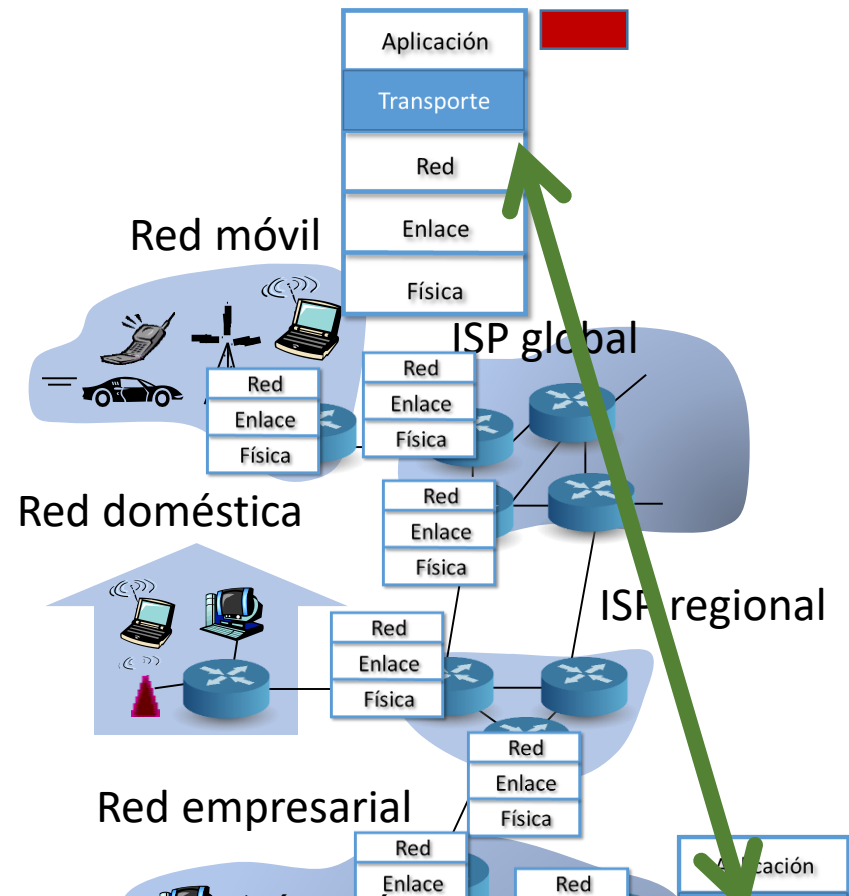 Aplicación
Transporte
Red
Enlace
Física
Red móvil
ISP global
Red
Enlace
Física
Red
Enlace
Física
Red
Enlace
Física
Red doméstica
ISP regional
Red
Enlace
Física
Red
Enlace
Física
Red empresarial
Red
Enlace
Red
Aplicación